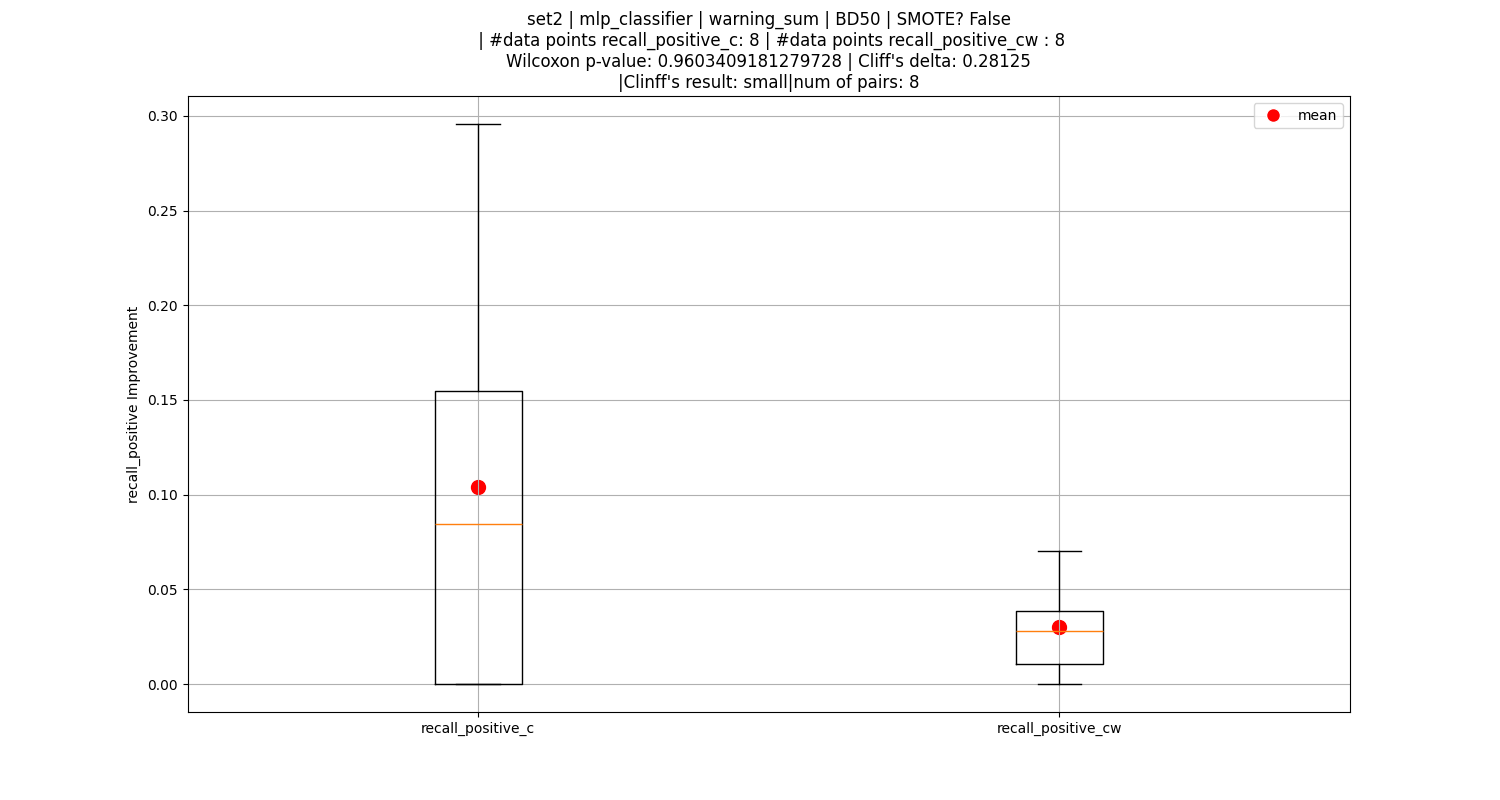 set2 | mlp_classifier | warning_sum | BD50 | SMOTE? False
| #data points recall_positive_c: 8 | #data points recall_positive_cw : 8
Wilcoxon p-value: 0.9603409181279728 | Cliff's delta: 0.28125
|Clinff's result: small|num of pairs: 8
mean
0.30
0.25
0.20
0.15
0.10
0.05
0.00
recall_positive Improvement
recall_positive_c
recall_positive_cw